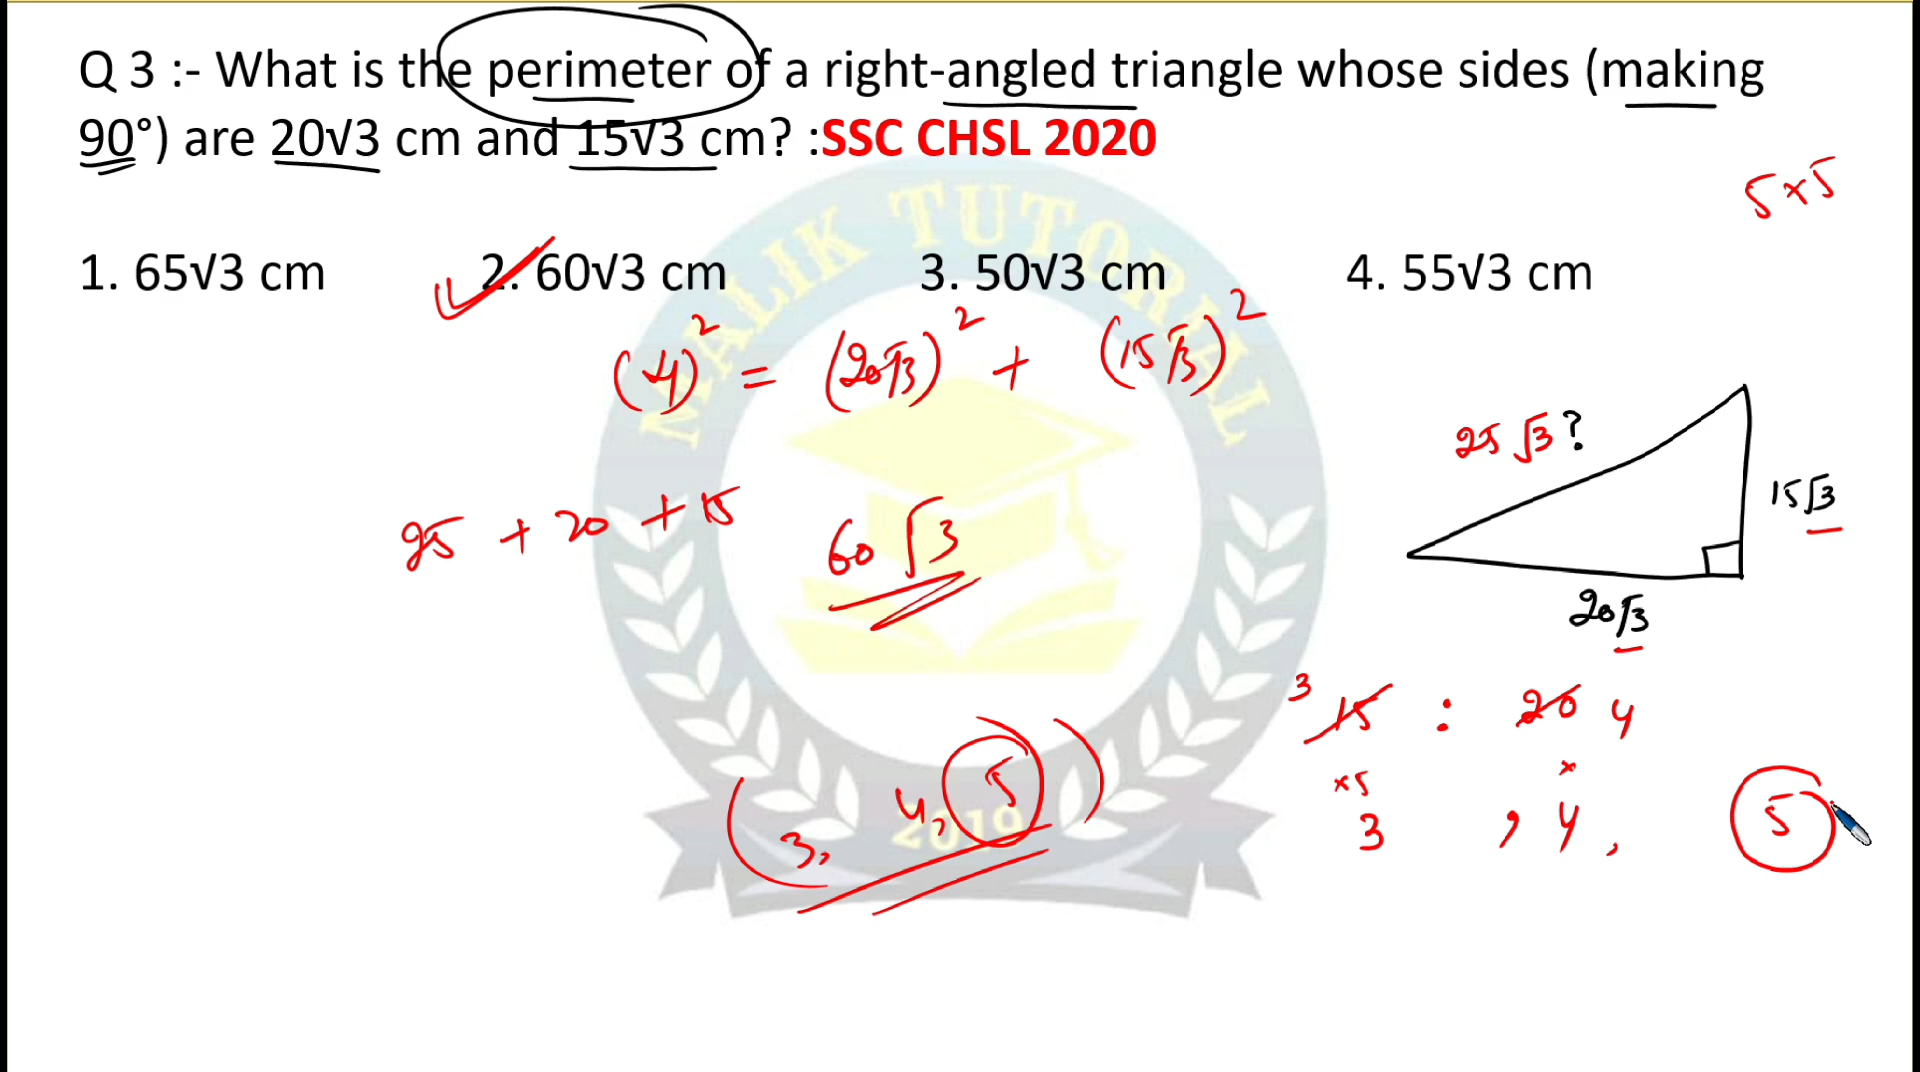 Q 3 :- What is the perimeter of a right-angled triangle whose sides (making
90°) are 20√3 cm and 15√3 cm? :SSC CHSL 2020
5×5
1. 65√3 cm 2. 60√3 cm 3. 50√3 cm 4. 55√3 cm
MALIK TUTORIAL
(4)² = (20√3)² + (15√3)²
25√3?
15√3
25 + 20 + 15 60√3
20√3
3 15 : 20 4
×5 ×
(3, 4, 5) 3 , 4 , 5
2019